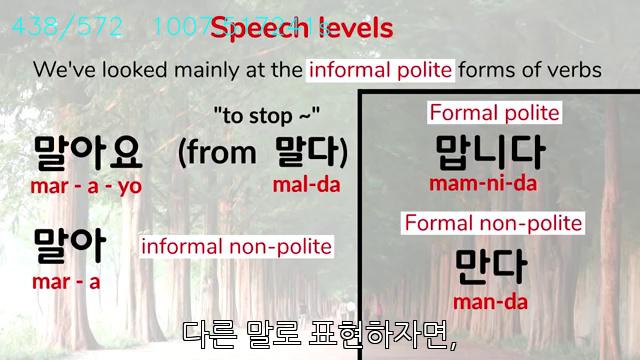 438/572 1007.517241s
Speech levels
We've looked mainly at the informal polite forms of verbs
"to stop ~"
말아요 (from 말다)
mar - a - yo mal-da
말아 informal non-polite
mar - a
Formal polite
맙니다
mam-ni-da
Formal non-polite
만다
man-da
다른 말로 표현하자면,